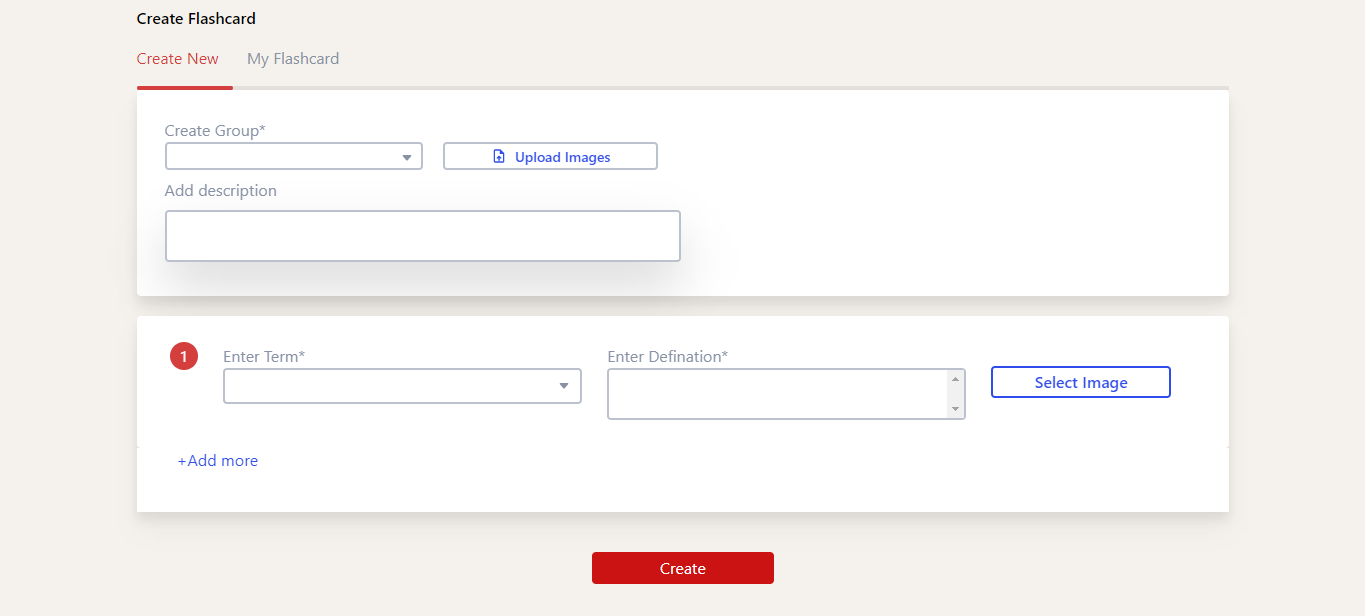 Create Flashcard
Create New My Flashcard
Create Group*
Upload Images
Add description
1 Enter Term* Enter Defination*
Select Image
+Add more
Create